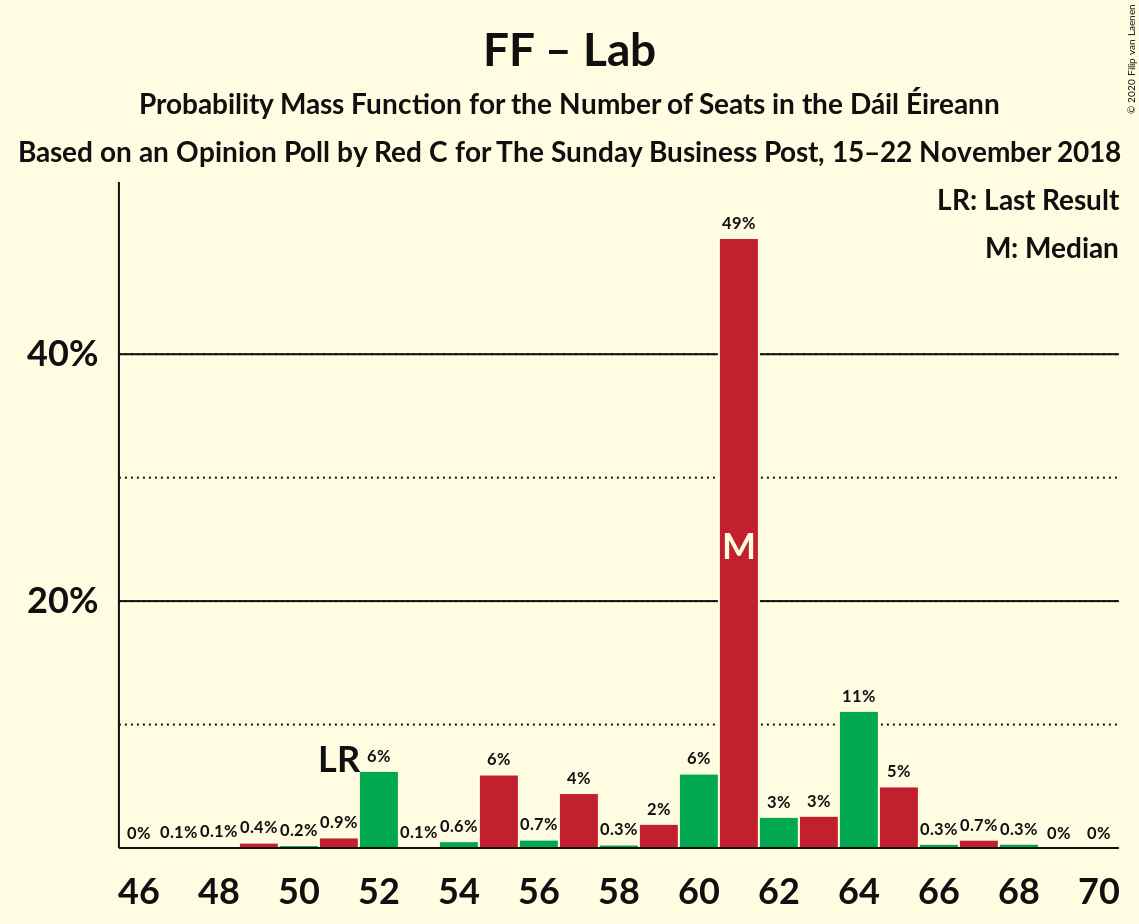 FF – Lab
Probability Mass Function for the Number of Seats in the Dáil Éireann
Based on an Opinion Poll by Red C for The Sunday Business Post, 15–22 November 2018
© 2020 Filip van Laenen
LR: Last Result
M: Median
49%
40%
M
20%
11%
LR 6% 6% 4% 6% 5%
0% 0.1% 0.1% 0.4% 0.2% 0.9% 0.1% 0.6% 0.7% 0.3% 2% 3% 3% 0.3% 0.7% 0.3% 0% 0%
46 48 50 52 54 56 58 60 62 64 66 68 70